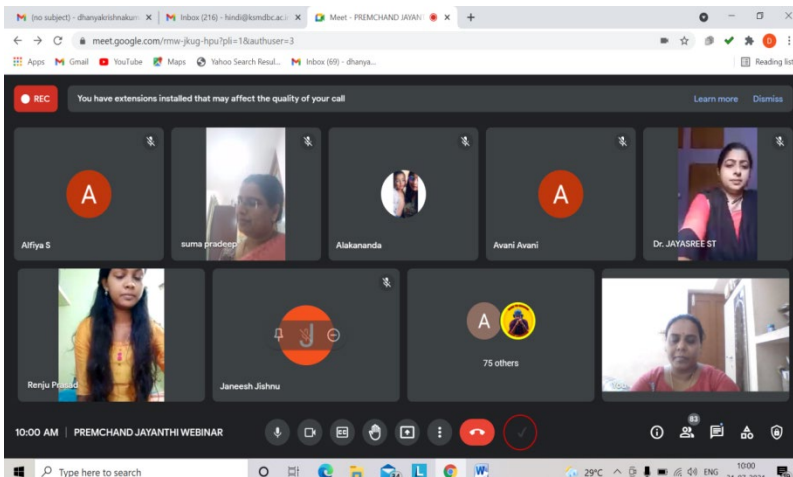 (no subject) - dhanyakrishnakum
Inbox (216) - hindi@ksmdbc.ac.in
Meet - PREMCHAND JAYAN
meet.google.com/rmw-jkug-hpu?pli=1&authuser=3
Apps Gmail YouTube Maps Yahoo Search Resul... Inbox (69) - dhanya... Reading list
D
REC You have extensions installed that may affect the quality of your call Learn more Dismiss
A A
Alfiya S suma pradeep Alakananda Avani Avani Dr. JAYASREE ST
J A
75 others
Renju Prasad Janeesh Jishnu You
10:00 AM | PREMCHAND JAYANTHI WEBINAR
83
Type here to search 34 29°C ENG 10:00